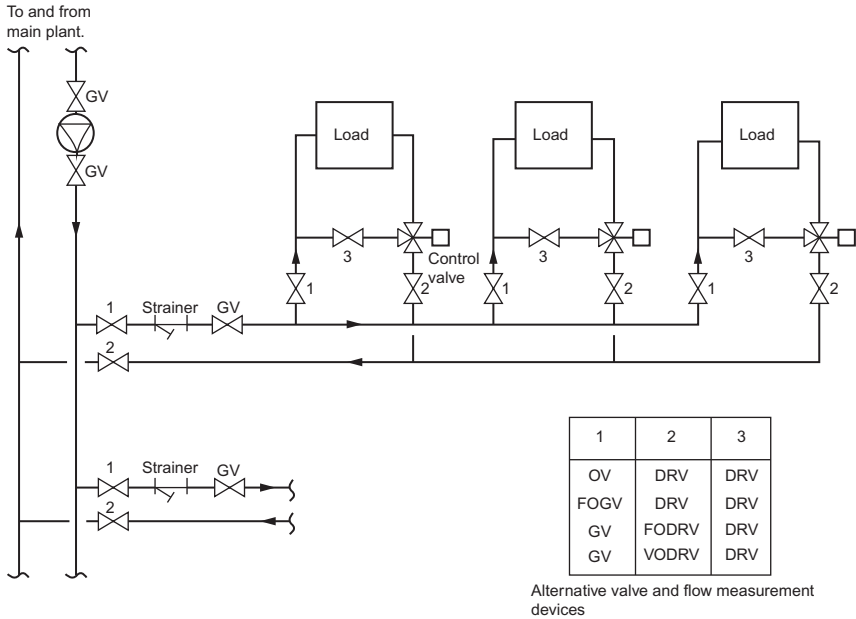 To and from
main plant.
GV
GV
Load
Load
Load
3
Control
valve
3
3
1
2
1
2
1
2
1
Strainer
GV
2
1
Strainer
GV
2
1 2 3
OV DRV DRV
FOGV DRV DRV
GV FODRV DRV
GV VODRV DRV
Alternative valve and flow measurement
devices